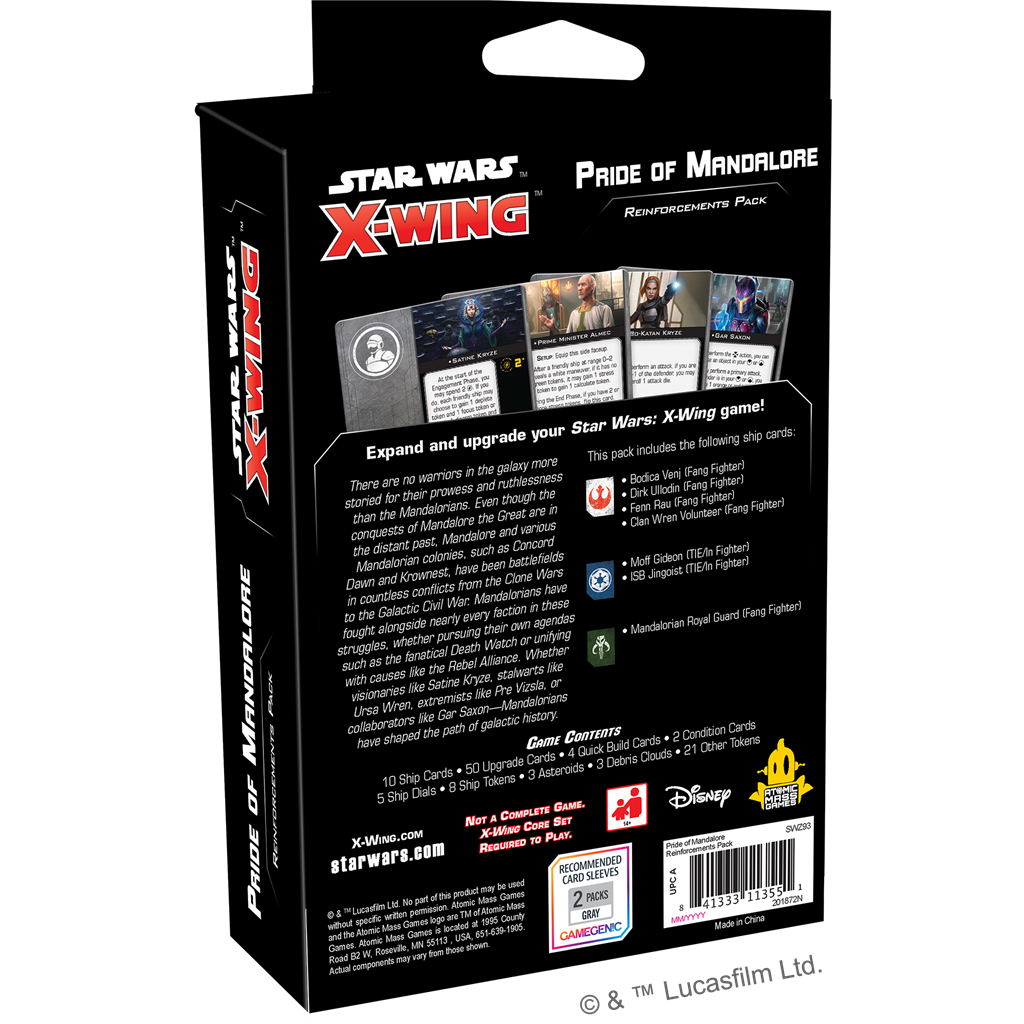 STAR WARS™
X-WING™
PRIDE OF MANDALORE
REINFORCEMENTS PACK
STAR WARS™
X-WING™
PRIDE OF MANDALORE
REINFORCEMENTS PACK
•SATINE KRYZE
2
At the start of the
Engagement Phase, you
may spend 2
do, each friendly ship may
choose to gain 1 deplete
token and 1 focus token or
•PRIME MINISTER ALMEC
SETUP: Equip this side faceup.
After a friendly ship at range 0–2
reveals a white maneuver, if it has no
green tokens, it may gain 1 stress
token to gain 1 calculate token.
the End Phase, if you have 2 or
BO-KATAN KRYZE
perform an attack, if you are
of the defender, you may
roll 1 attack die.
•GAR SAXON
perform the action, you can
an object in your or
perform a primary attack,
is in your or
Expand and upgrade your Star Wars: X-Wing game!
There are no warriors in the galaxy more
storied for their prowess and ruthlessness
than the Mandalorians. Even though the
conquests of Mandalore the Great are in
the distant past, Mandalore and various
Mandalorian colonies, such as Concord
Dawn and Krownest, have been battlefields
in countless conflicts from the Clone Wars
to the Galactic Civil War. Mandalorians have
fought alongside nearly every faction in these
struggles, whether pursuing their own agendas
such as the fanatical Death Watch or unifying
with causes like the Rebel Alliance. Whether
visionaries like Satine Kryze, stalwarts like
Ursa Wren, extremists like Pre Vizsla, or
collaborators like Gar Saxon—Mandalorians
have shaped the path of galactic history.
This pack includes the following ship cards:
• Bodica Venj (Fang Fighter)
• Dirk Ullodin (Fang Fighter)
• Fenn Rau (Fang Fighter)
• Clan Wren Volunteer (Fang Fighter)
• Moff Gideon (TIE/ln Fighter)
• ISB Jingoist (TIE/ln Fighter)
• Mandalorian Royal Guard (Fang Fighter)
GAME CONTENTS
10 Ship Cards • 50 Upgrade Cards • 4 Quick Build Cards • 2 Condition Cards
5 Ship Dials • 8 Ship Tokens • 3 Asteroids • 3 Debris Clouds • 21 Other Tokens
X-WING.COM
starwars.com
NOT A COMPLETE GAME.
X-WING CORE SET
REQUIRED TO PLAY.
14+
Disney
ATOMIC
MASS
GAMES
© & ™ Lucasfilm Ltd. No part of this product may be used
without specific written permission. Atomic Mass Games
and the Atomic Mass Games logo are TM of Atomic Mass
Games. Atomic Mass Games is located at 1995 County
Road B2 W, Roseville, MN 55113 , USA, 651-639-1905.
Actual components may vary from those shown.
RECOMMENDED
CARD SLEEVES
2 PACKS
GRAY
GAMEGEN!C
Pride of Mandalore
Reinforcements Pack
SWZ93
UPC A
8 41333 11355 1
MM/YYYY
201872N
Made in China
© & ™ Lucasfilm Ltd.